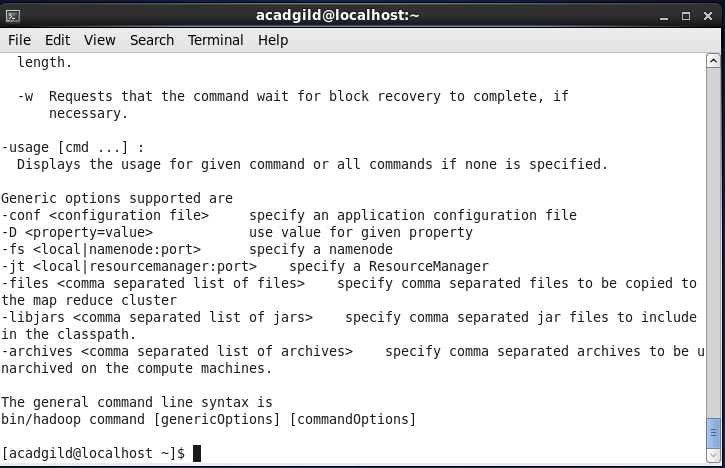 acadgild@localhost:~
File Edit View Search Terminal Help
length.
-w Requests that the command wait for block recovery to complete, if
necessary.
-usage [cmd ...] :
Displays the usage for given command or all commands if none is specified.
Generic options supported are
-conf <configuration file> specify an application configuration file
-D <property=value> use value for given property
-fs <local|namenode:port> specify a namenode
-jt <local|resourcemanager:port> specify a ResourceManager
-files <comma separated list of files> specify comma separated files to be copied to
the map reduce cluster
-libjars <comma separated list of jars> specify comma separated jar files to include
in the classpath.
-archives <comma separated list of archives> specify comma separated archives to be u
narchived on the compute machines.
The general command line syntax is
bin/hadoop command [genericOptions] [commandOptions]
[acadgild@localhost ~]$